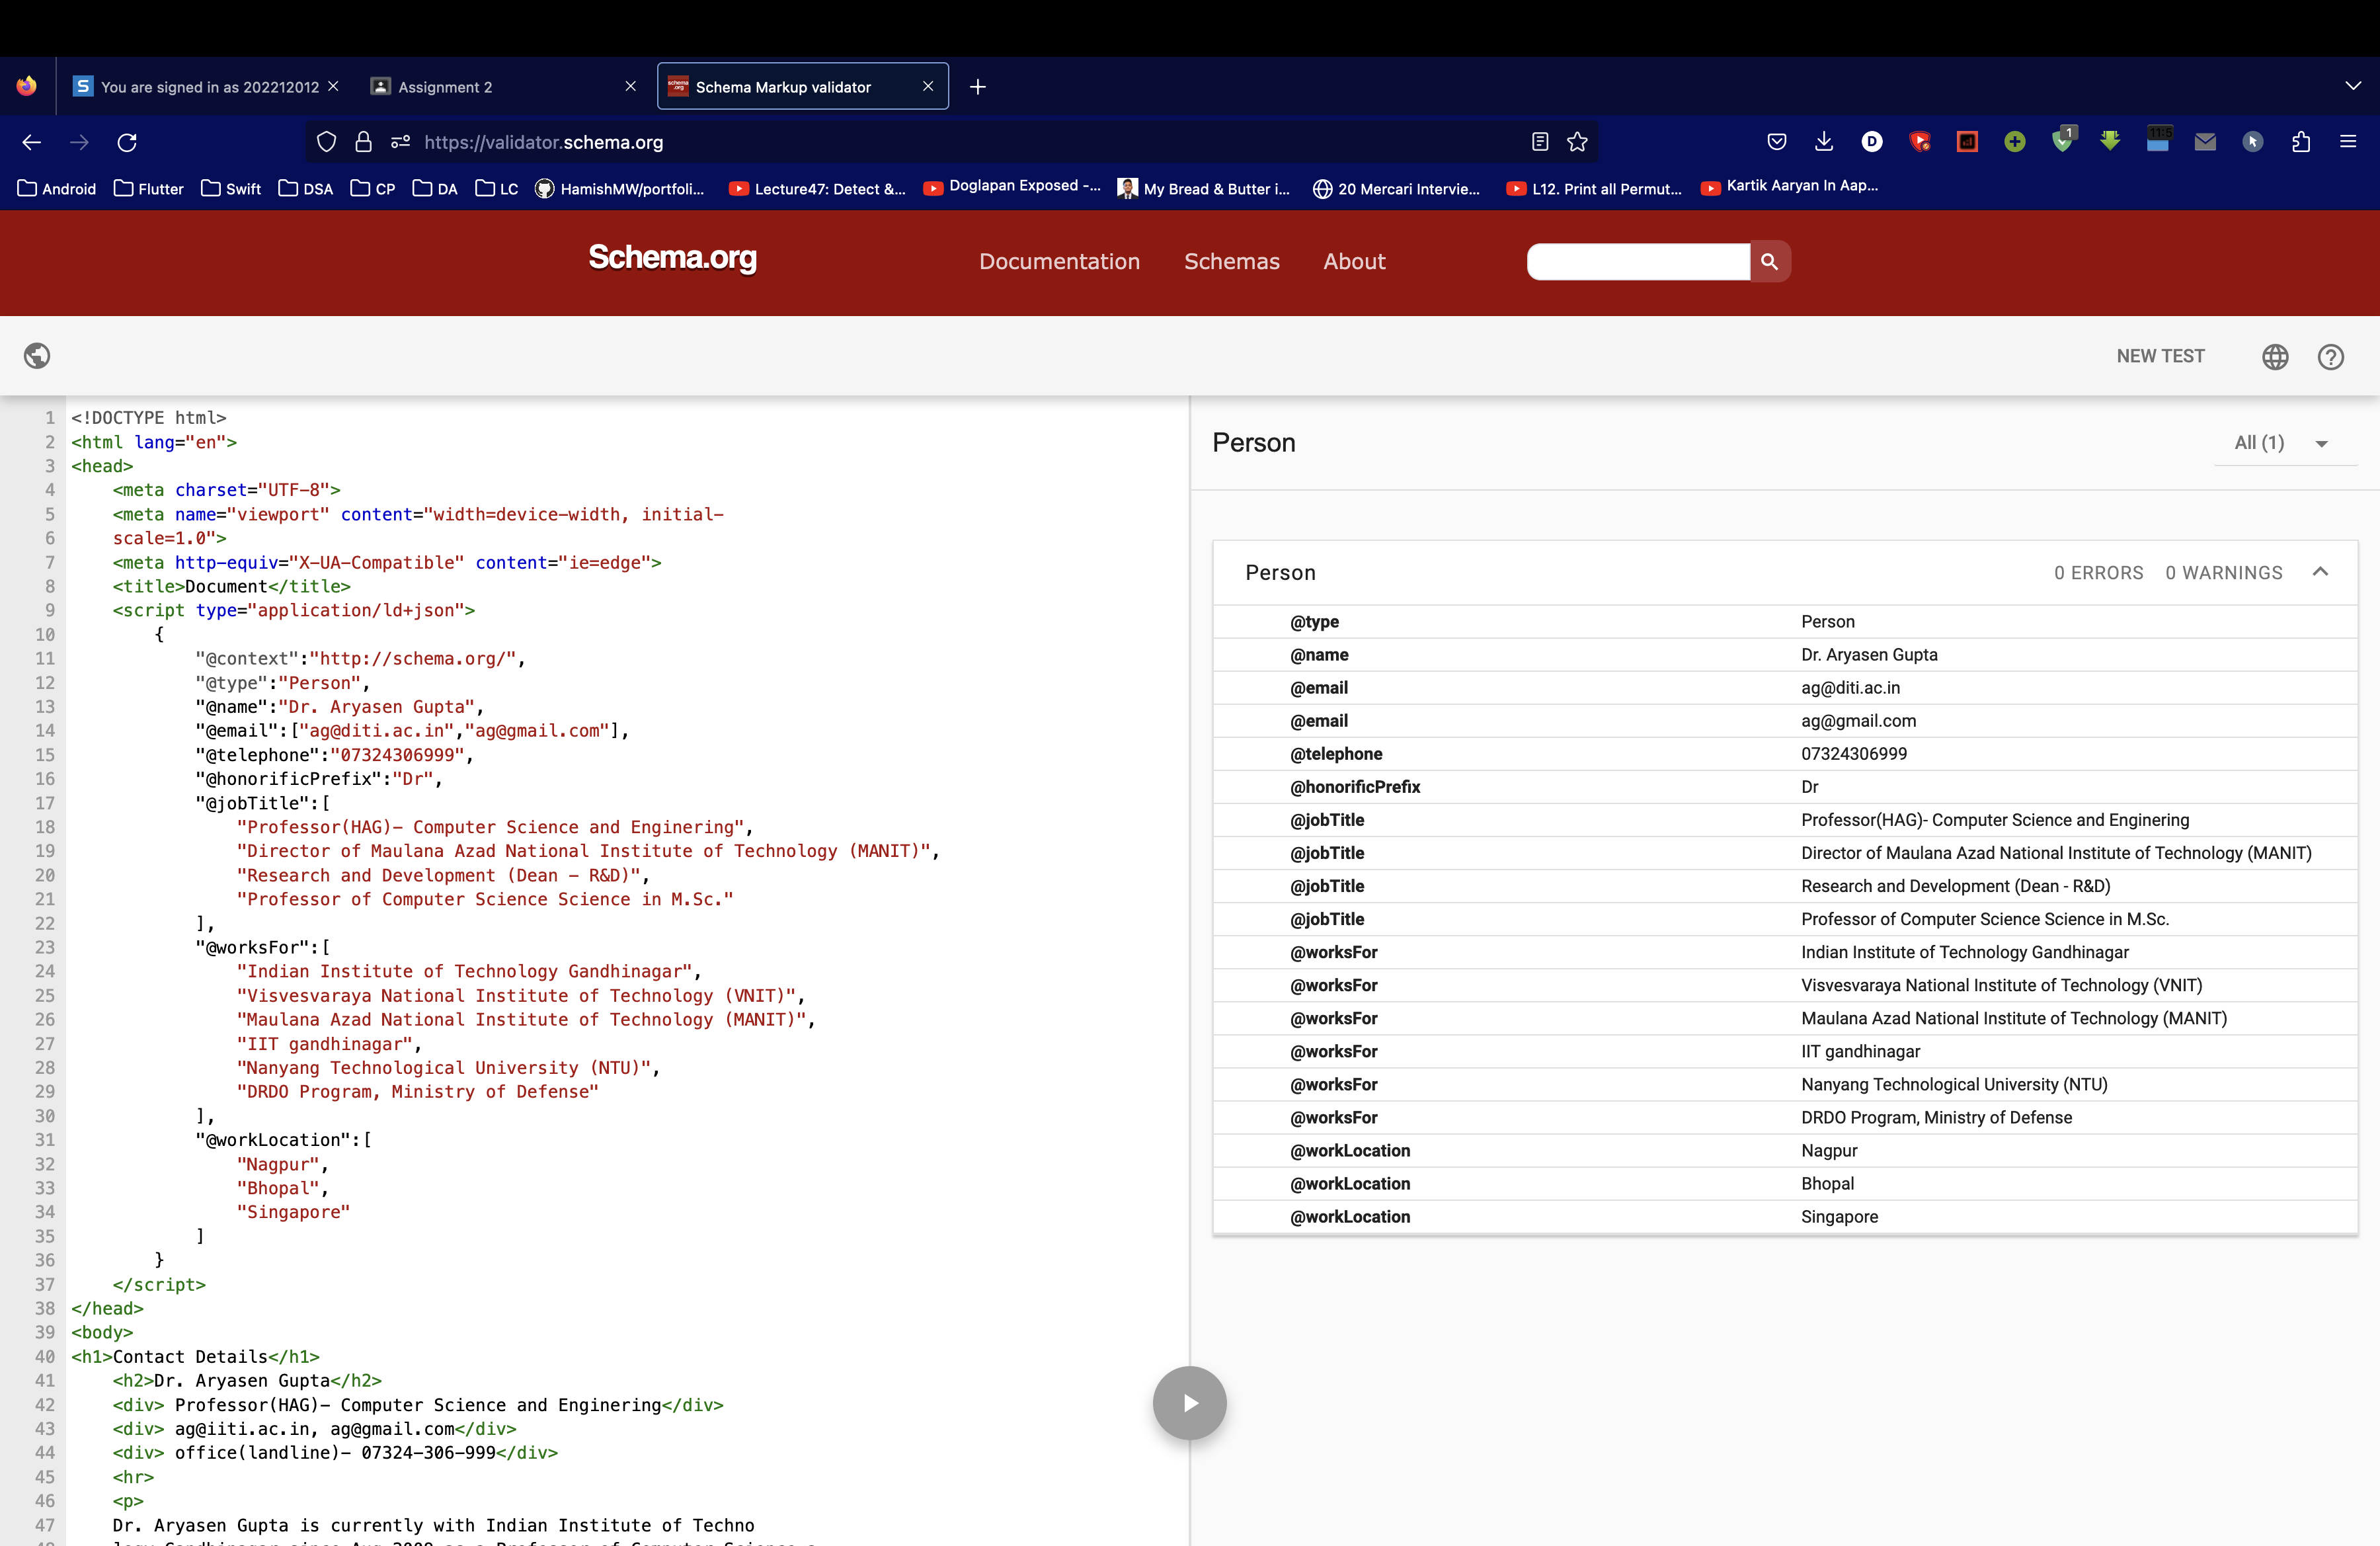 You are signed in as 202212012
Assignment 2
Schema Markup validator
https://validator.schema.org
1
11:5
Android
Flutter
Swift
DSA
CP
DA
LC
HamishMW/portfoli...
Lecture47: Detect &...
Doglapan Exposed -...
My Bread & Butter i...
20 Mercari Intervie...
L12. Print all Permut...
Kartik Aaryan In Aap...
Schema.org
Documentation
Schemas
About
NEW TEST
1 <!DOCTYPE html>
2 <html lang="en">
3 <head>
4 <meta charset="UTF-8">
5 <meta name="viewport" content="width=device-width, initial-
6 scale=1.0">
7 <meta http-equiv="X-UA-Compatible" content="ie=edge">
8 <title>Document</title>
9 <script type="application/ld+json">
10 {
11 "@context":"http://schema.org/",
12 "@type":"Person",
13 "@name":"Dr. Aryasen Gupta",
14 "@email":["ag@diti.ac.in","ag@gmail.com"],
15 "@telephone":"07324306999",
16 "@honorificPrefix":"Dr",
17 "@jobTitle":[
18 "Professor(HAG)- Computer Science and Enginering",
19 "Director of Maulana Azad National Institute of Technology (MANIT)",
20 "Research and Development (Dean - R&D)",
21 "Professor of Computer Science Science in M.Sc."
22 ],
23 "@worksFor":[
24 "Indian Institute of Technology Gandhinagar",
25 "Visvesvaraya National Institute of Technology (VNIT)",
26 "Maulana Azad National Institute of Technology (MANIT)",
27 "IIT gandhinagar",
28 "Nanyang Technological University (NTU)",
29 "DRDO Program, Ministry of Defense"
30 ],
31 "@workLocation":[
32 "Nagpur",
33 "Bhopal",
34 "Singapore"
35 ]
36 }
37 </script>
38 </head>
39 <body>
40 <h1>Contact Details</h1>
41 <h2>Dr. Aryasen Gupta</h2>
42 <div> Professor(HAG)- Computer Science and Enginering</div>
43 <div> ag@iiti.ac.in, ag@gmail.com</div>
44 <div> office(landline)- 07324-306-999</div>
45 <hr>
46 <p>
47 Dr. Aryasen Gupta is currently with Indian Institute of Techno
Person
All (1)
Person 0 ERRORS 0 WARNINGS
@type Person
@name Dr. Aryasen Gupta
@email ag@diti.ac.in
@email ag@gmail.com
@telephone 07324306999
@honorificPrefix Dr
@jobTitle Professor(HAG)- Computer Science and Enginering
@jobTitle Director of Maulana Azad National Institute of Technology (MANIT)
@jobTitle Research and Development (Dean - R&D)
@jobTitle Professor of Computer Science Science in M.Sc.
@worksFor Indian Institute of Technology Gandhinagar
@worksFor Visvesvaraya National Institute of Technology (VNIT)
@worksFor Maulana Azad National Institute of Technology (MANIT)
@worksFor IIT gandhinagar
@worksFor Nanyang Technological University (NTU)
@worksFor DRDO Program, Ministry of Defense
@workLocation Nagpur
@workLocation Bhopal
@workLocation Singapore